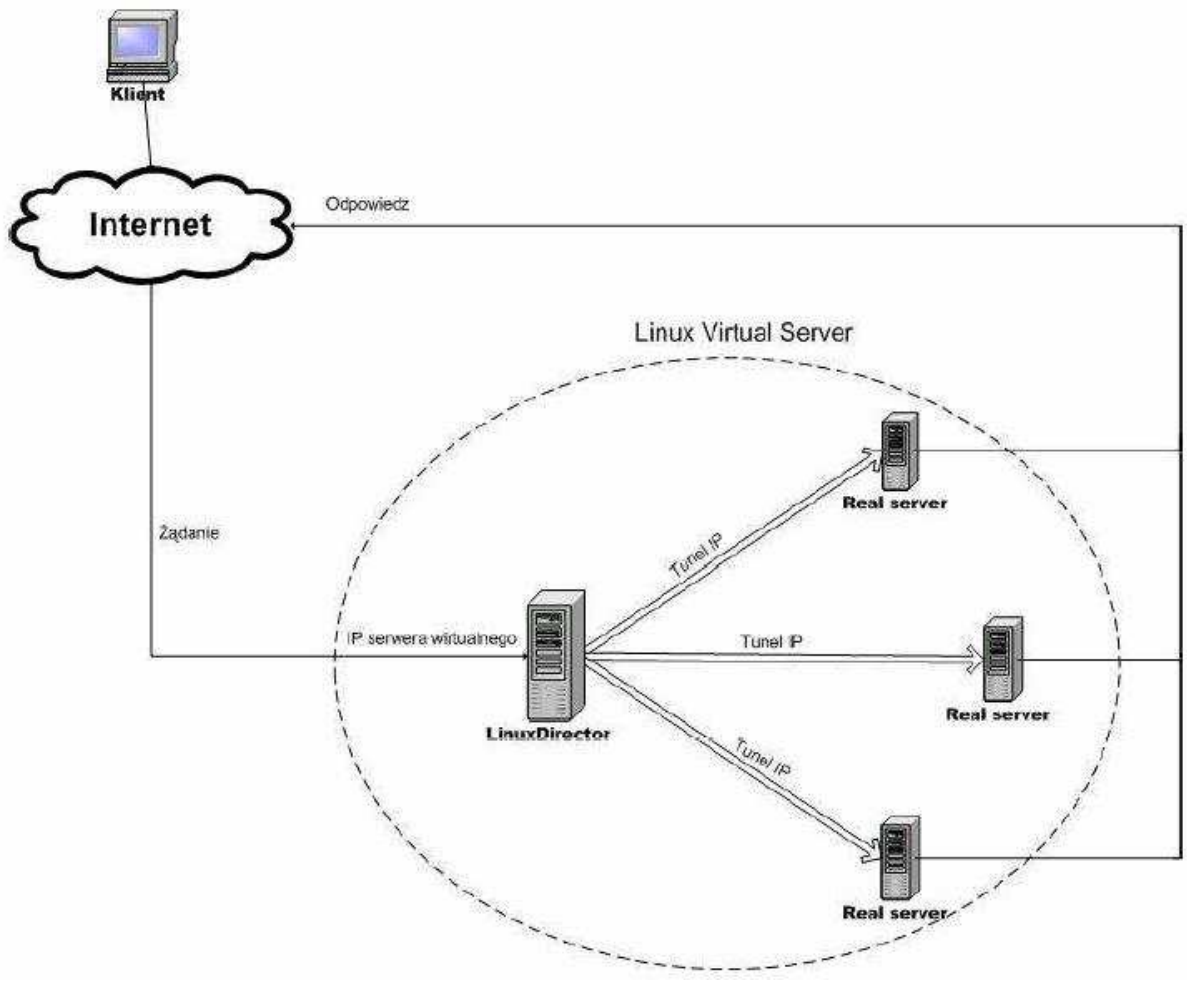 Klient
Internet
Odpowiedz
Linux Virtual Server
Real server
Żądanie
Tunel IP
IP serwera wirtualnego
Tunel IP
Real server
LinuxDirector
Tunel IP
Real server